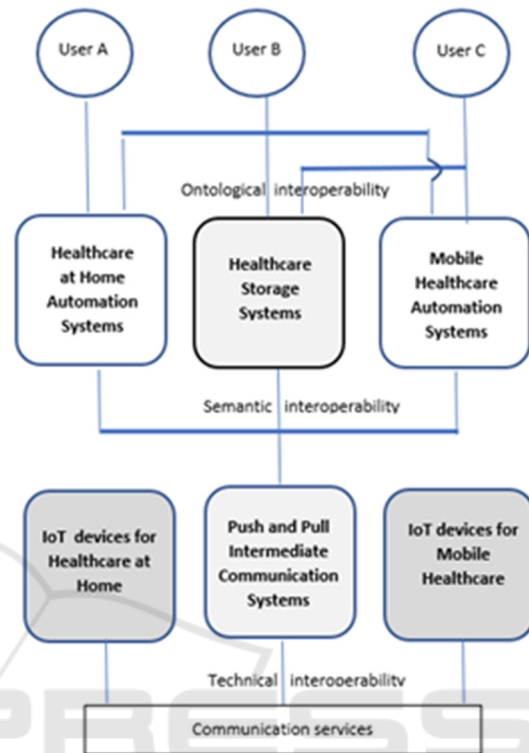 User A
User B
User C
Ontological interoperability
Healthcare
at Home
Automation
Systems
Healthcare
Storage
Systems
Mobile
Healthcare
Automation
Systems
Semantic interoperability
IoT devices for
Healthcare at
Home
Push and Pull
Intermediate
Communication
Systems
IoT devices for
Mobile
Healthcare
Technical interoperability
Communication services
PRESS